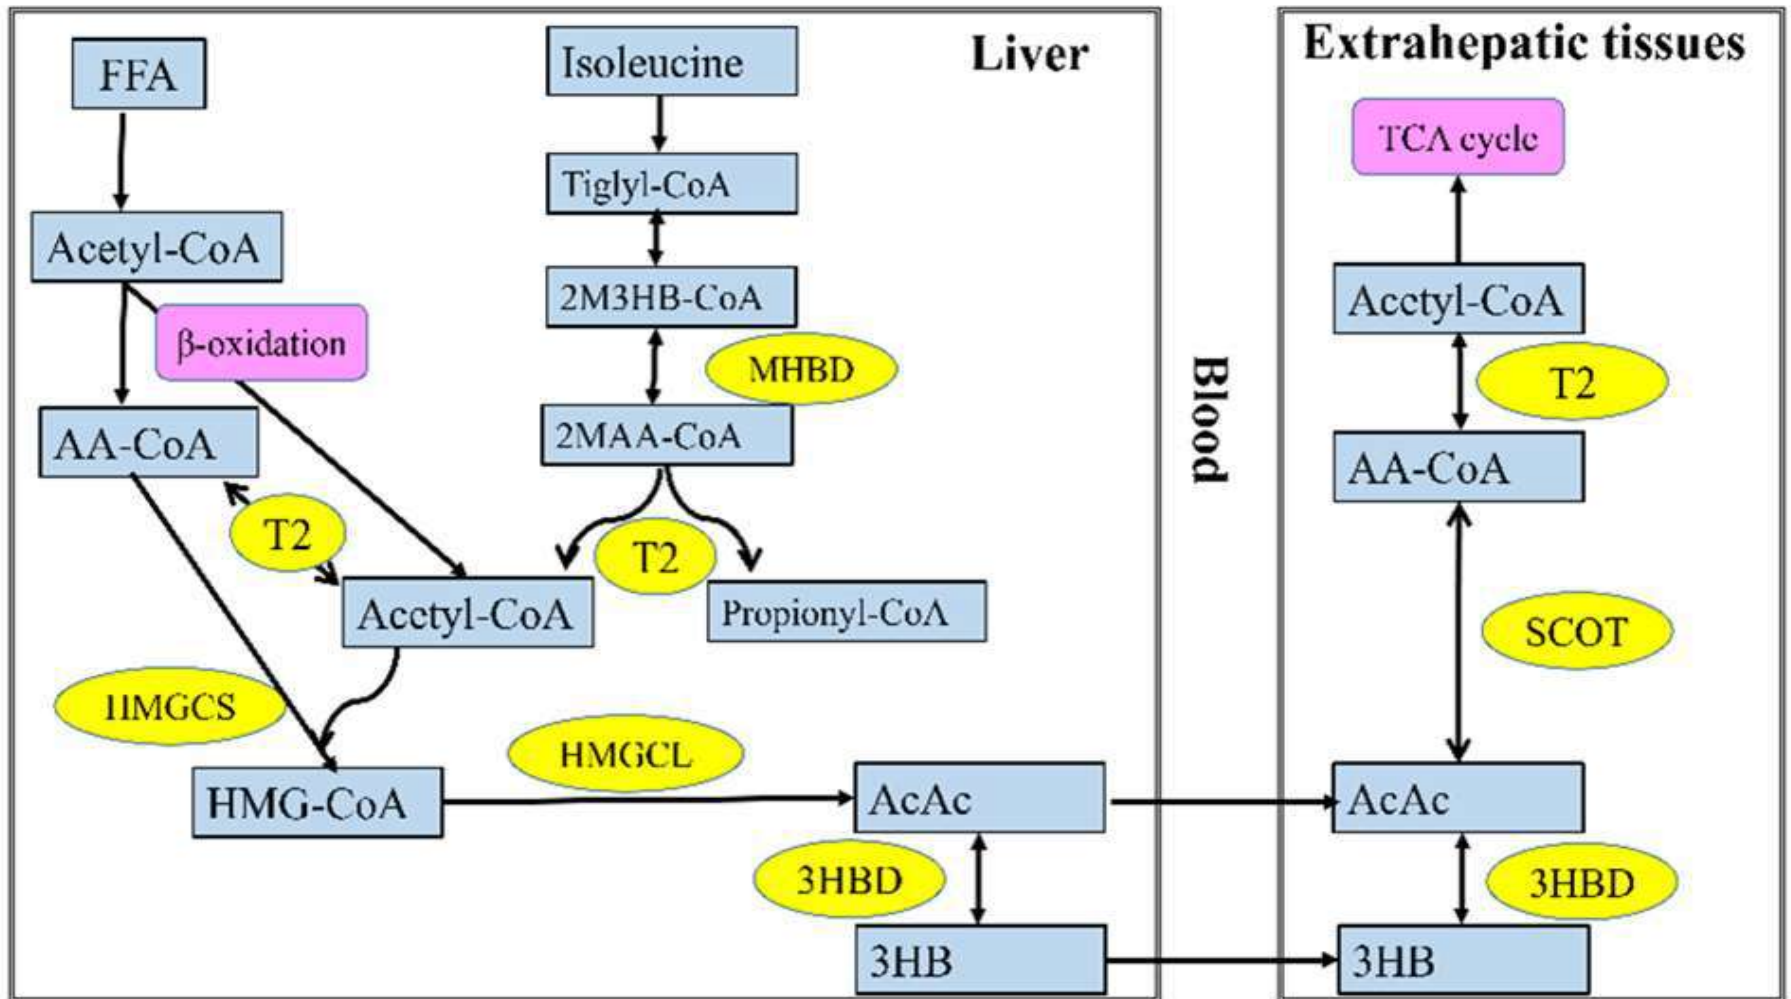 Liver
FFA
Isoleucine
Tiglyl-CoA
Acetyl-CoA
2M3HB-CoA
β-oxidation
MHBD
AA-CoA
2MAA-CoA
T2
T2
Acetyl-CoA
Propionyl-CoA
HMGCS
HMGCL
HMG-CoA
AcAc
3HBD
3HB
Blood
Extrahepatic tissues
TCA cycle
Acetyl-CoA
T2
AA-CoA
SCOT
AcAc
3HBD
3HB